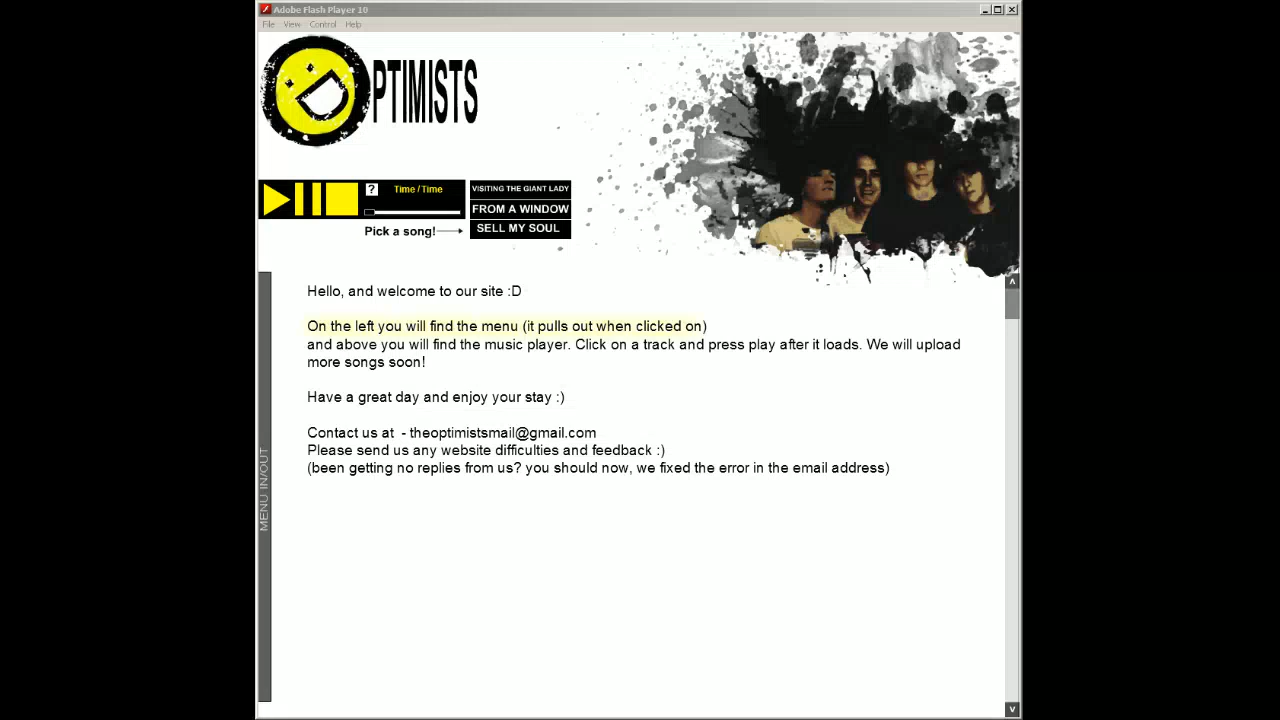 Adobe Flash Player 10
File View Control Help
PTIMISTS
? Time / Time
VISITING THE GIANT LADY
FROM A WINDOW
SELL MY SOUL
Pick a song!
Hello, and welcome to our site :D
On the left you will find the menu (it pulls out when clicked on)
and above you will find the music player. Click on a track and press play after it loads. We will upload
more songs soon!
Have a great day and enjoy your stay :)
Contact us at - theoptimistsmail@gmail.com
Please send us any website difficulties and feedback :)
(been getting no replies from us? you should now, we fixed the error in the email address)
MENU IN/OUT